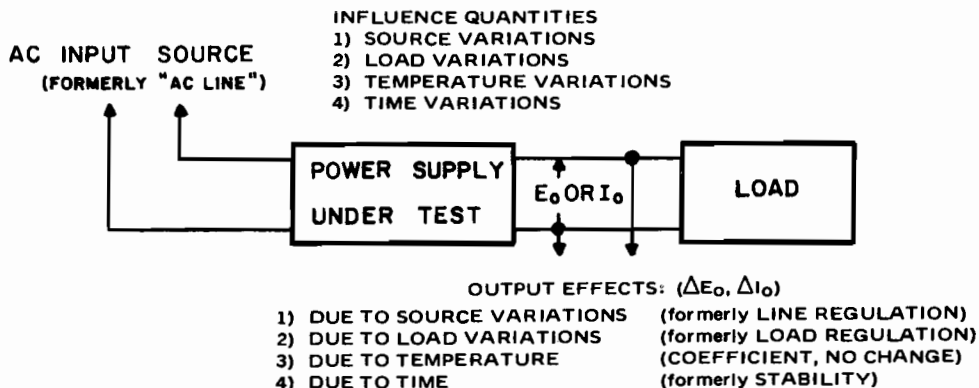 INFLUENCE QUANTITIES
1) SOURCE VARIATIONS
2) LOAD VARIATIONS
3) TEMPERATURE VARIATIONS
4) TIME VARIATIONS
AC INPUT SOURCE
(FORMERLY "AC LINE")
POWER SUPPLY
UNDER TEST
E₀ OR I₀
LOAD
OUTPUT EFFECTS: (ΔE₀, ΔI₀)
1) DUE TO SOURCE VARIATIONS (formerly LINE REGULATION)
2) DUE TO LOAD VARIATIONS (formerly LOAD REGULATION)
3) DUE TO TEMPERATURE (COEFFICIENT, NO CHANGE)
4) DUE TO TIME (formerly STABILITY)